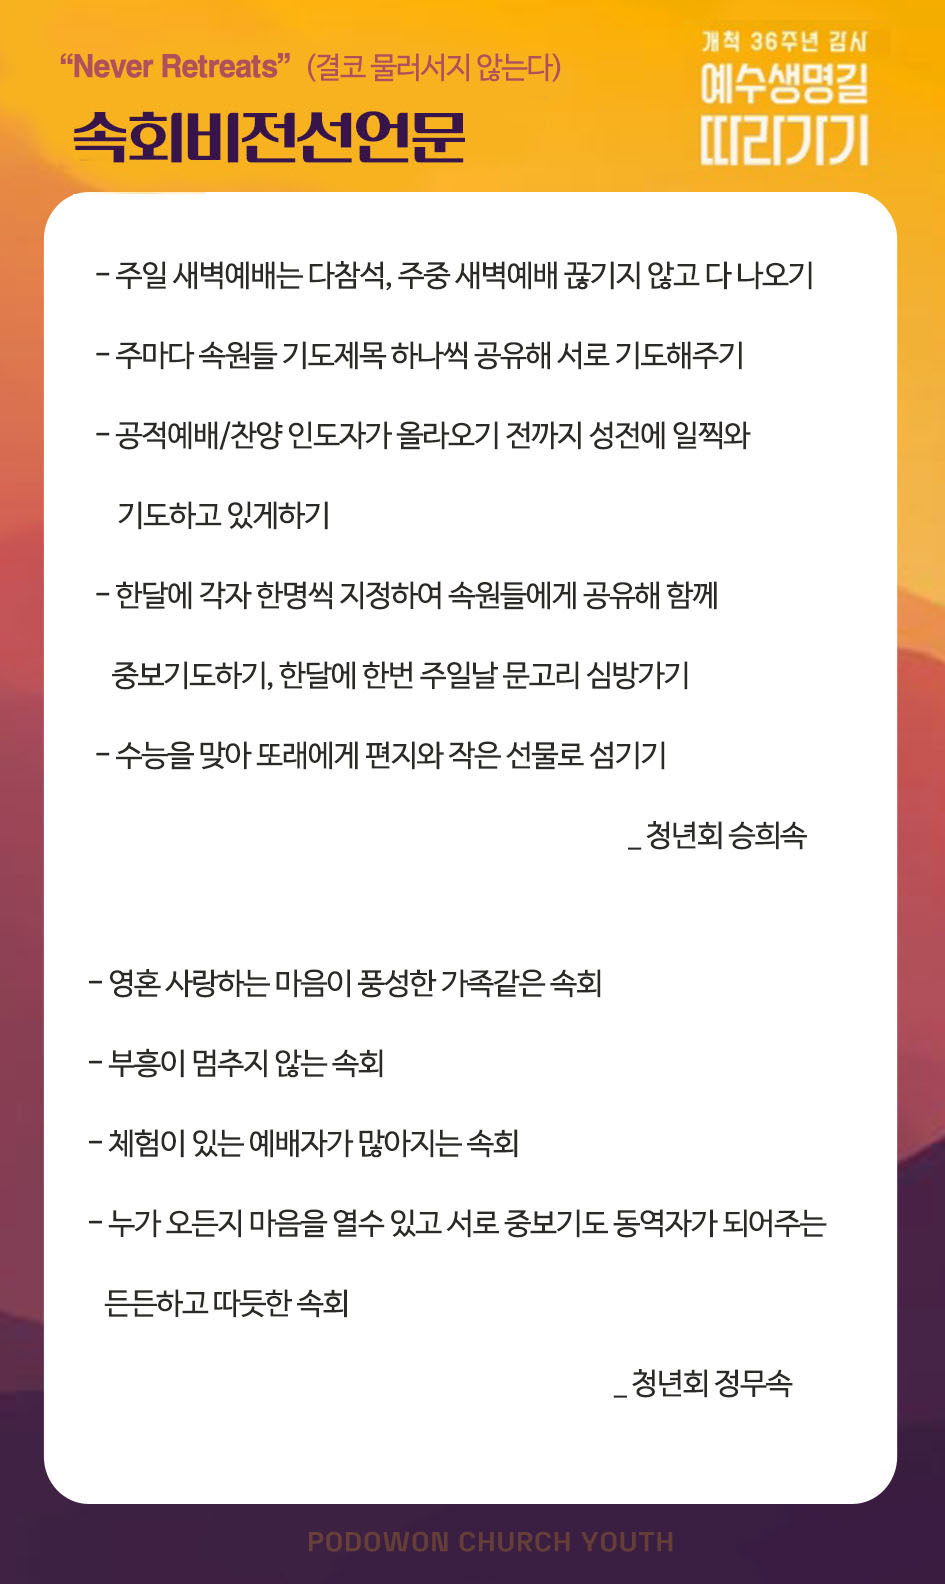 “Never Retreats” (결코 물러서지 않는다)
속회비전선언문
개척 36주년 감사
예수생명길
따라가기
- 주일 새벽예배는 다참석, 주중 새벽예배 끊기지 않고 다 나오기
- 주마다 속원들 기도제목 하나씩 공유해 서로 기도해주기
- 공적예배/찬양 인도자가 올라오기 전까지 성전에 일찍와
기도하고 있게하기
- 한달에 각자 한명씩 지정하여 속원들에게 공유해 함께
중보기도하기, 한달에 한번 주일날 문고리 심방가기
- 수능을 맞아 또래에게 편지와 작은 선물로 섬기기
_ 청년회 승희속
- 영혼 사랑하는 마음이 풍성한 가족같은 속회
- 부흥이 멈추지 않는 속회
- 체험이 있는 예배자가 많아지는 속회
- 누가 오든지 마음을 열수 있고 서로 중보기도 동역자가 되어주는
든든하고 따듯한 속회
_ 청년회 정무속
PODOWON CHURCH YOUTH